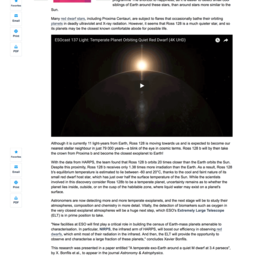 siblings of Earth around these stars, than around stars more similar to the
Sun.
Many red dwarf stars, including Proxima Centauri, are subject to flares that occasionally bathe their orbiting
planets in deadly ultraviolet and X-ray radiation. However, it seems that Ross 128 is a much quieter star, and so
its planets may be the closest known comfortable abode for possible life.
ESOcast 137 Light: Temperate Planet Orbiting Quiet Red Dwarf (4K UHD)
Although it is currently 11 light-years from Earth, Ross 128 is moving towards us and is expected to become our
nearest stellar neighbour in just 79 000 years — a blink of the eye in cosmic terms. Ross 128 b will by then take
the crown from Proxima b and become the closest exoplanet to Earth!
With the data from HARPS, the team found that Ross 128 b orbits 20 times closer than the Earth orbits the Sun.
Despite this proximity, Ross 128 b receives only 1.38 times more irradiation than the Earth. As a result, Ross 128
b's equilibrium temperature is estimated to lie between -60 and 20°C, thanks to the cool and faint nature of its
small red dwarf host star, which has just over half the surface temperature of the Sun. While the scientists
involved in this discovery consider Ross 128b to be a temperate planet, uncertainty remains as to whether the
planet lies inside, outside, or on the cusp of the habitable zone, where liquid water may exist on a planet's
surface.
Astronomers are now detecting more and more temperate exoplanets, and the next stage will be to study their
atmospheres, composition and chemistry in more detail. Vitally, the detection of biomarkers such as oxygen in
the very closest exoplanet atmospheres will be a huge next step, which ESO's Extremely Large Telescope
(ELT) is in prime position to take.
"New facilities at ESO will first play a critical role in building the census of Earth-mass planets amenable to
characterisation. In particular, NIRPS, the infrared arm of HARPS, will boost our efficiency in observing red
dwarfs, which emit most of their radiation in the infrared. And then, the ELT will provide the opportunity to
observe and characterise a large fraction of these planets," concludes Xavier Bonfils.
This research was presented in a paper entitled "A temperate exo-Earth around a quiet M dwarf at 3.4 parsecs",
by X. Bonfils et al., to appear in the journal Astronomy & Astrophysics.